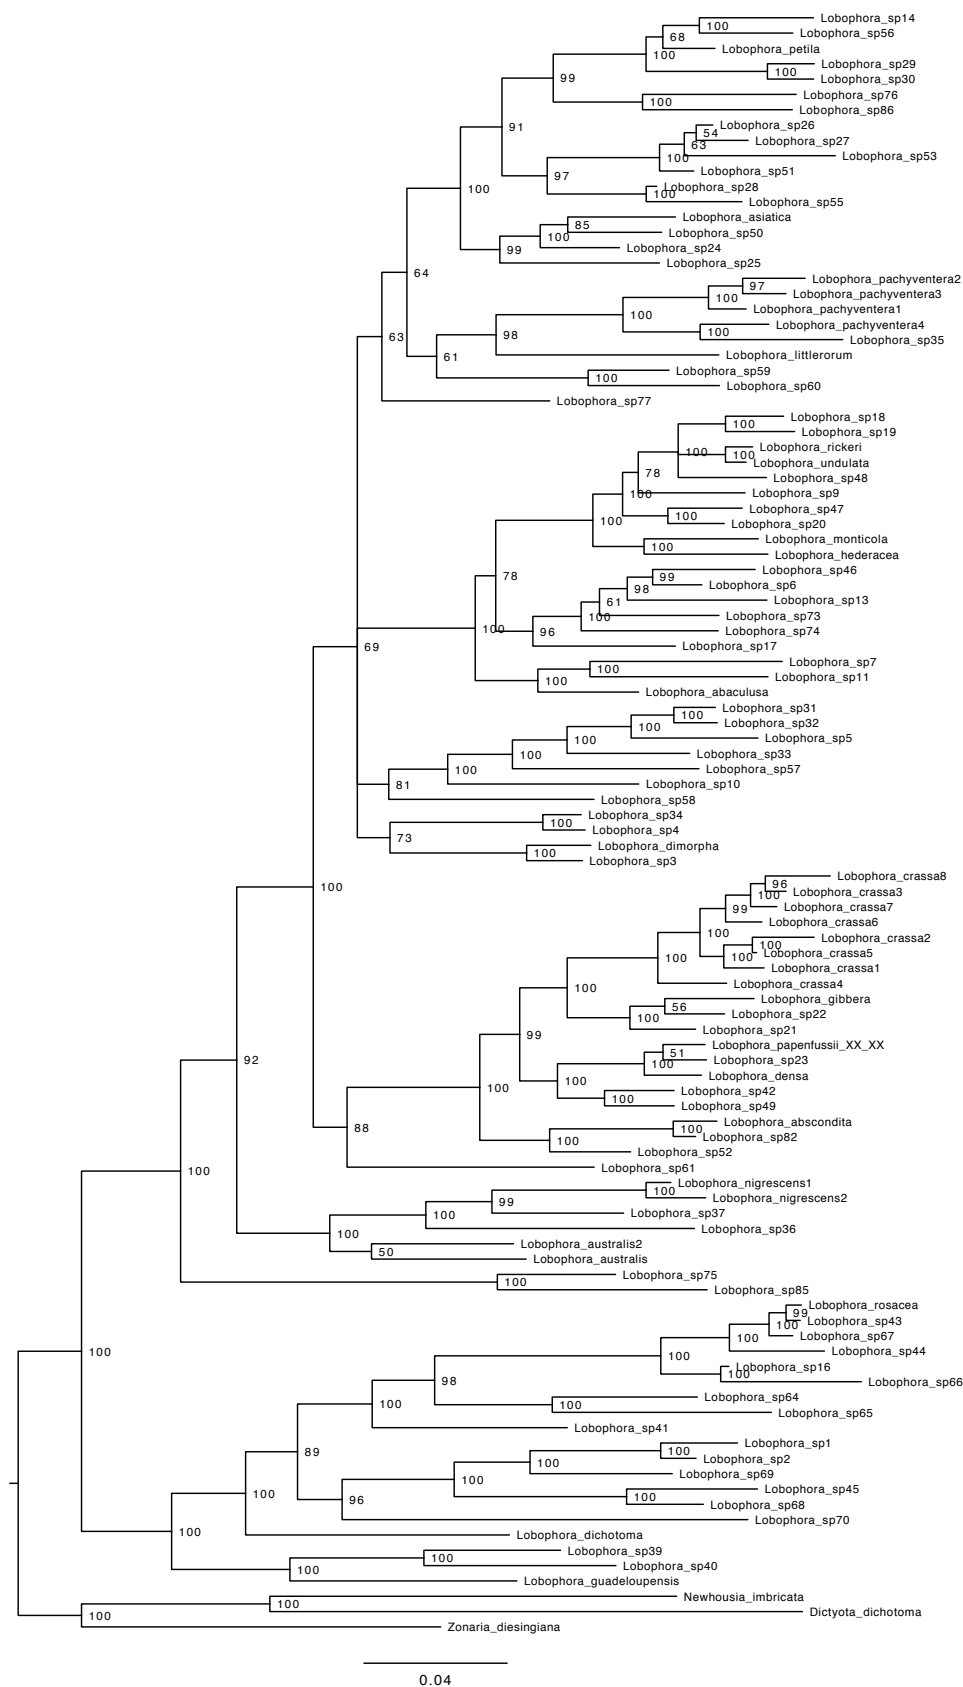 Lobophora_sp14
100
Lobophora_sp56
68
Lobophora_petila
100
Lobophora_sp29
100
Lobophora_sp30
99
Lobophora_sp76
100
Lobophora_sp86
91
Lobophora_sp26
54
Lobophora_sp27
63
Lobophora_sp53
100
Lobophora_sp51
97
Lobophora_sp28
100
Lobophora_sp55
100
Lobophora_asiatica
85
Lobophora_sp50
100
Lobophora_sp24
99
Lobophora_sp25
64
Lobophora_pachyventera2
97
Lobophora_pachyventera3
100
Lobophora_pachyventera1
100
Lobophora_pachyventera4
100
Lobophora_sp35
98
63
Lobophora_littlerorum
61
Lobophora_sp59
100
Lobophora_sp60
Lobophora_sp77
Lobophora_sp18
100
Lobophora_sp19
Lobophora_rickeri
100
100
Lobophora_undulata
78
Lobophora_sp48
Lobophora_sp9
100
Lobophora_sp47
100
Lobophora_sp20
100
Lobophora_monticola
100
Lobophora_hederacea
78
Lobophora_sp46
99
Lobophora_sp6
98
Lobophora_sp13
61
Lobophora_sp73
100
Lobophora_sp74
100
96
Lobophora_sp17
69
Lobophora_sp7
100
Lobophora_sp11
100
Lobophora_abaculusa
Lobophora_sp31
100
Lobophora_sp32
100
Lobophora_sp5
100
Lobophora_sp33
100
Lobophora_sp57
100
Lobophora_sp10
81
Lobophora_sp58
Lobophora_sp34
100
Lobophora_sp4
73
Lobophora_dimorpha
100
Lobophora_sp3
Lobophora_crassa8
96
100
Lobophora_crassa3
100
Lobophora_crassa7
99
Lobophora_crassa6
100
Lobophora_crassa2
100
Lobophora_crassa5
100
100
Lobophora_crassa1
Lobophora_crassa4
100
Lobophora_gibbera
56
Lobophora_sp22
100
Lobophora_sp21
99
Lobophora_papenfussii_XX_XX
51
Lobophora_sp23
92
100
Lobophora_densa
100
Lobophora_sp42
100
100
Lobophora_sp49
Lobophora_abscondita
88
100
Lobophora_sp82
100
Lobophora_sp52
Lobophora_sp61
100
Lobophora_nigrescens1
100
Lobophora_nigrescens2
99
Lobophora_sp37
100
Lobophora_sp36
100
Lobophora_australis2
50
Lobophora_australis
Lobophora_sp75
100
Lobophora_sp85
Lobophora_rosacea
99
Lobophora_sp43
100
Lobophora_sp67
100
Lobophora_sp44
100
100
Lobophora_sp16
100
Lobophora_sp66
98
Lobophora_sp64
100
100
Lobophora_sp65
Lobophora_sp41
Lobophora_sp1
100
89
Lobophora_sp2
100
Lobophora_sp69
100
Lobophora_sp45
100
100
96
Lobophora_sp68
Lobophora_sp70
100
Lobophora_dichotoma
Lobophora_sp39
100
Lobophora_sp40
100
Lobophora_guadeloupensis
Newhousia_imbricata
100
Dictyota_dichotoma
100
Zonaria_diesingiana
0.04